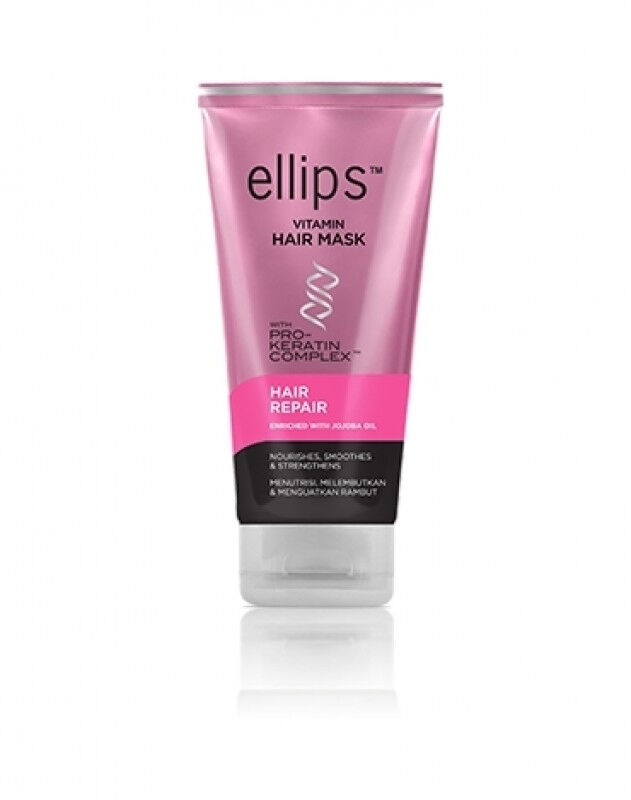 ellips™
VITAMIN
HAIR MASK
WITH
PRO-
KERATIN
COMPLEX™
HAIR
REPAIR
ENRICHED WITH JOJOBA OIL
NOURISHES, SMOOTHES
& STRENGTHENS
MENUTRISI, MELEMBUTKAN
& MENGUATKAN RAMBUT